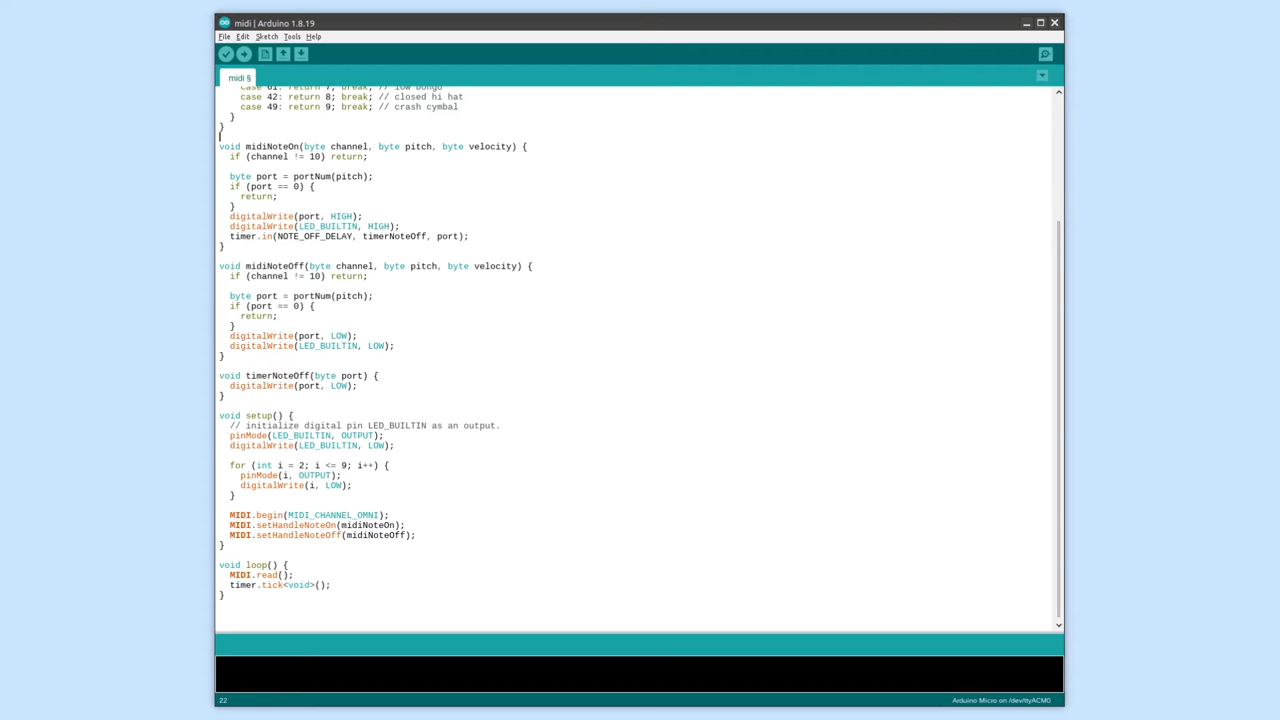 midi | Arduino 1.8.19
File Edit Sketch Tools Help
midi §
case 61: return 7; break; // low bongo
case 42: return 8; break; // closed hi hat
case 49: return 9; break; // crash cymbal
}
}
void midiNoteOn(byte channel, byte pitch, byte velocity) {
if (channel != 10) return;
byte port = portNum(pitch);
if (port == 0) {
return;
}
digitalWrite(port, HIGH);
digitalWrite(LED_BUILTIN, HIGH);
timer.in(NOTE_OFF_DELAY, timerNoteOff, port);
}
void midiNoteOff(byte channel, byte pitch, byte velocity) {
if (channel != 10) return;
byte port = portNum(pitch);
if (port == 0) {
return;
}
digitalWrite(port, LOW);
digitalWrite(LED_BUILTIN, LOW);
}
void timerNoteOff(byte port) {
digitalWrite(port, LOW);
}
void setup() {
// initialize digital pin LED_BUILTIN as an output.
pinMode(LED_BUILTIN, OUTPUT);
digitalWrite(LED_BUILTIN, LOW);
for (int i = 2; i <= 9; i++) {
pinMode(i, OUTPUT);
digitalWrite(i, LOW);
}
MIDI.begin(MIDI_CHANNEL_OMNI);
MIDI.setHandleNoteOn(midiNoteOn);
MIDI.setHandleNoteOff(midiNoteOff);
}
void loop() {
MIDI.read();
timer.tick<void>();
}
22
Arduino Micro on /dev/ttyACM0